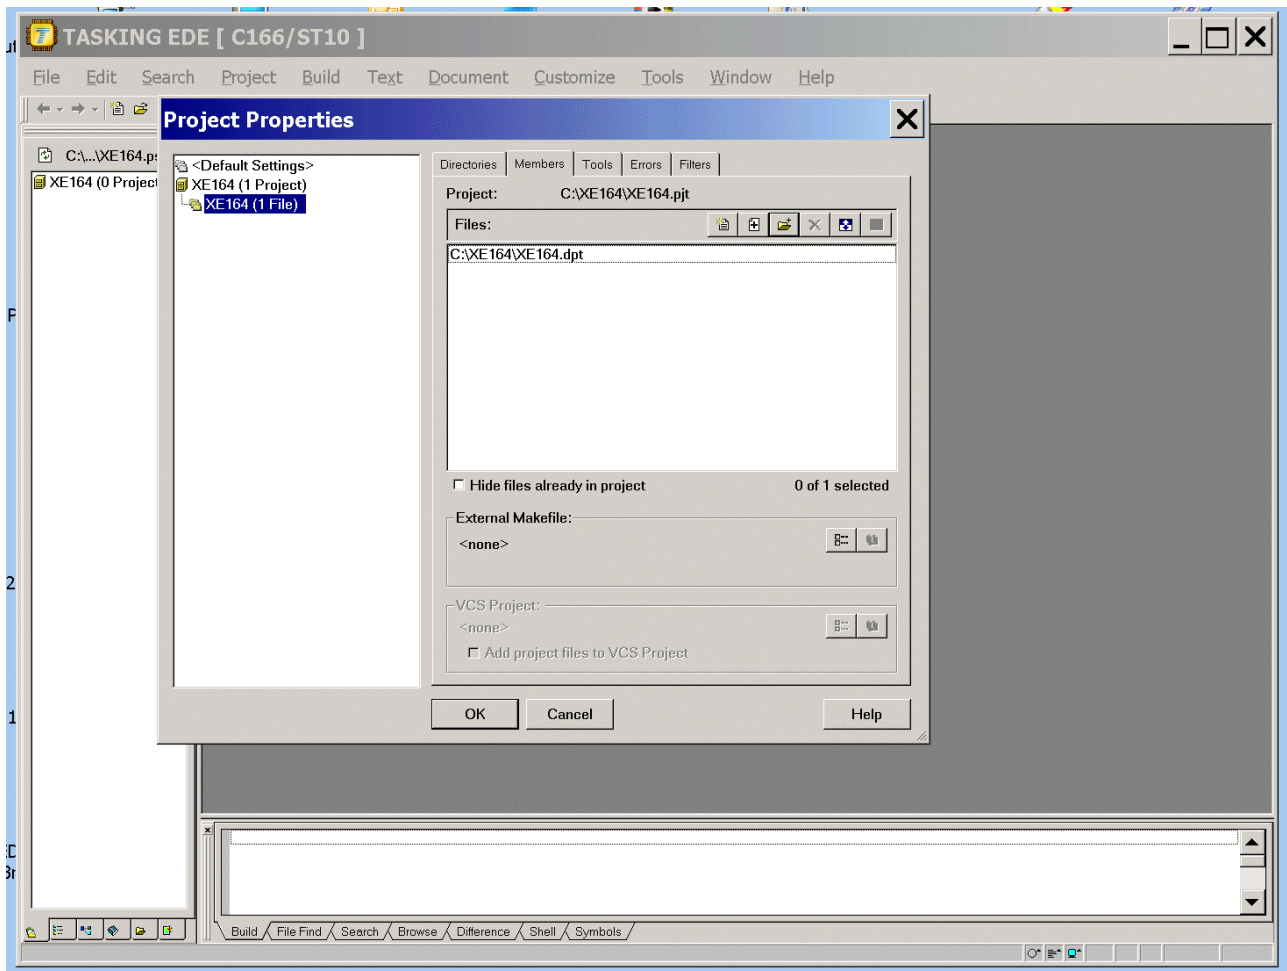 TASKING EDE [ C166/ST10 ]
File Edit Search Project Build Text Document Customize Tools Window Help
Project Properties
C:\...\XE164.ps
XE164 (0 Project
<Default Settings>
XE164 (1 Project)
XE164 (1 File)
Directories Members Tools Errors Filters
Project: C:\XE164\XE164.pjt
Files:
C:\XE164\XE164.dpt
Hide files already in project 0 of 1 selected
External Makefile:
<none>
VCS Project:
<none>
Add project files to VCS Project
OK Cancel Help
P
2
1
Build File Find Search Browse Difference Shell Symbols